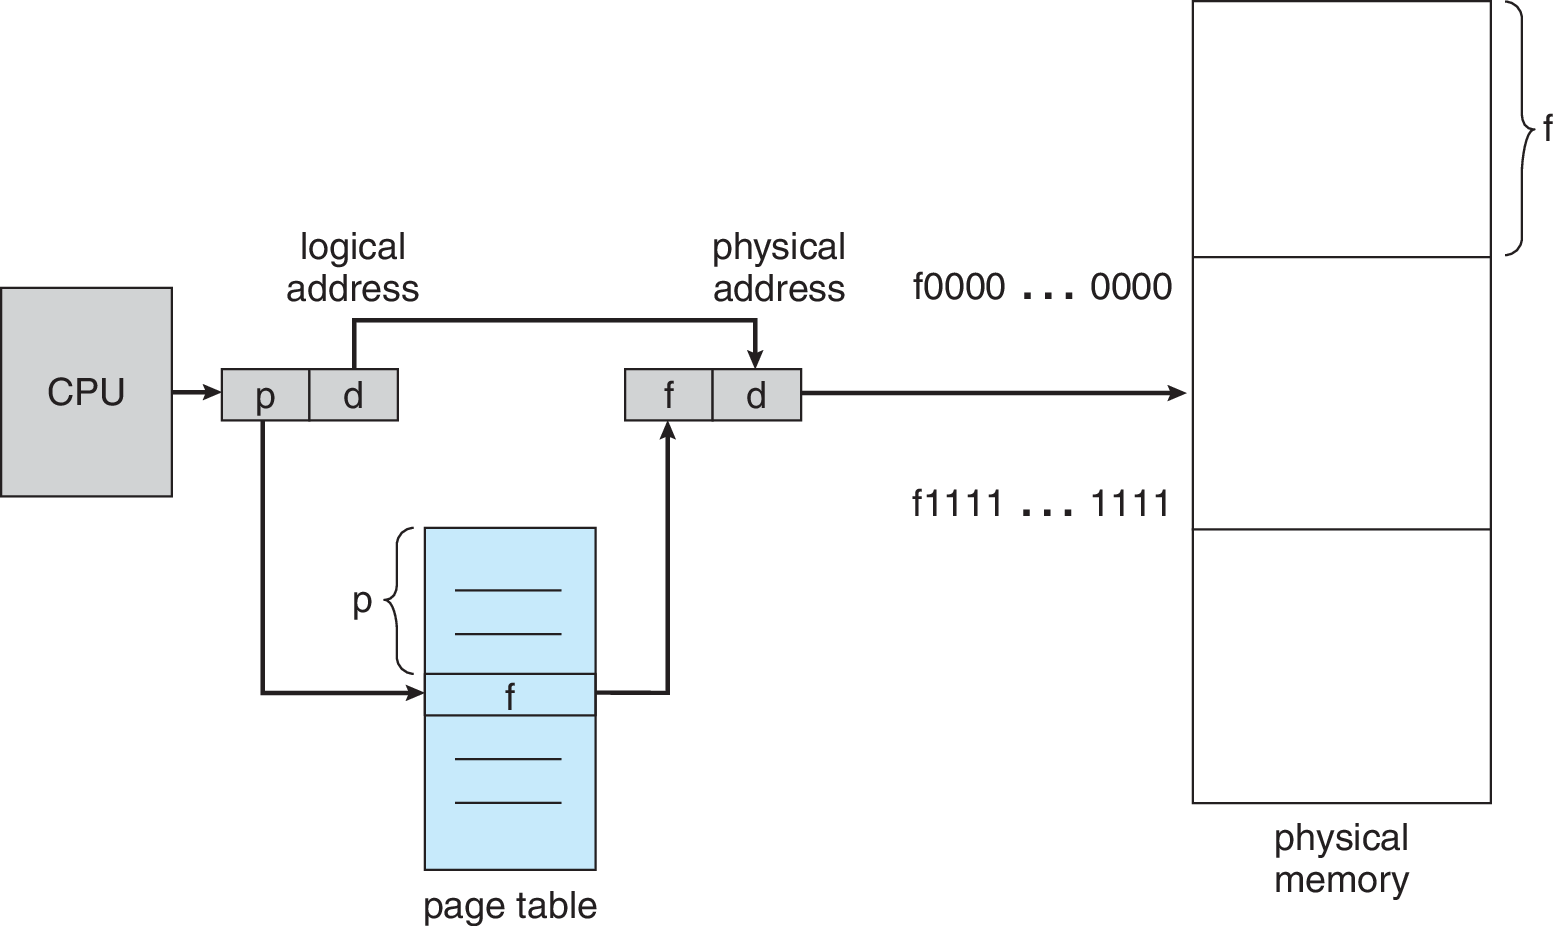 f
logical
address
physical
address
f0000 ... 0000
CPU
p d
f d
f1111 ... 1111
p
f
physical
memory
page table